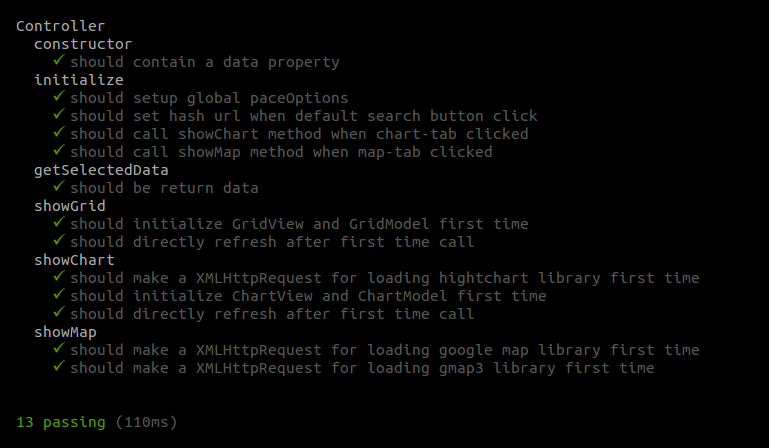 Controller
constructor
✓ should contain a data property
initialize
✓ should setup global paceOptions
✓ should set hash url when default search button click
✓ should call showChart method when chart-tab clicked
✓ should call showMap method when map-tab clicked
getSelectedData
✓ should be return data
showGrid
✓ should initialize GridView and GridModel first time
✓ should directly refresh after first time call
showChart
✓ should make a XMLHttpRequest for loading hightchart library first time
✓ should initialize ChartView and ChartModel first time
✓ should directly refresh after first time call
showMap
✓ should make a XMLHttpRequest for loading google map library first time
✓ should make a XMLHttpRequest for loading gmap3 library first time
13 passing (110ms)